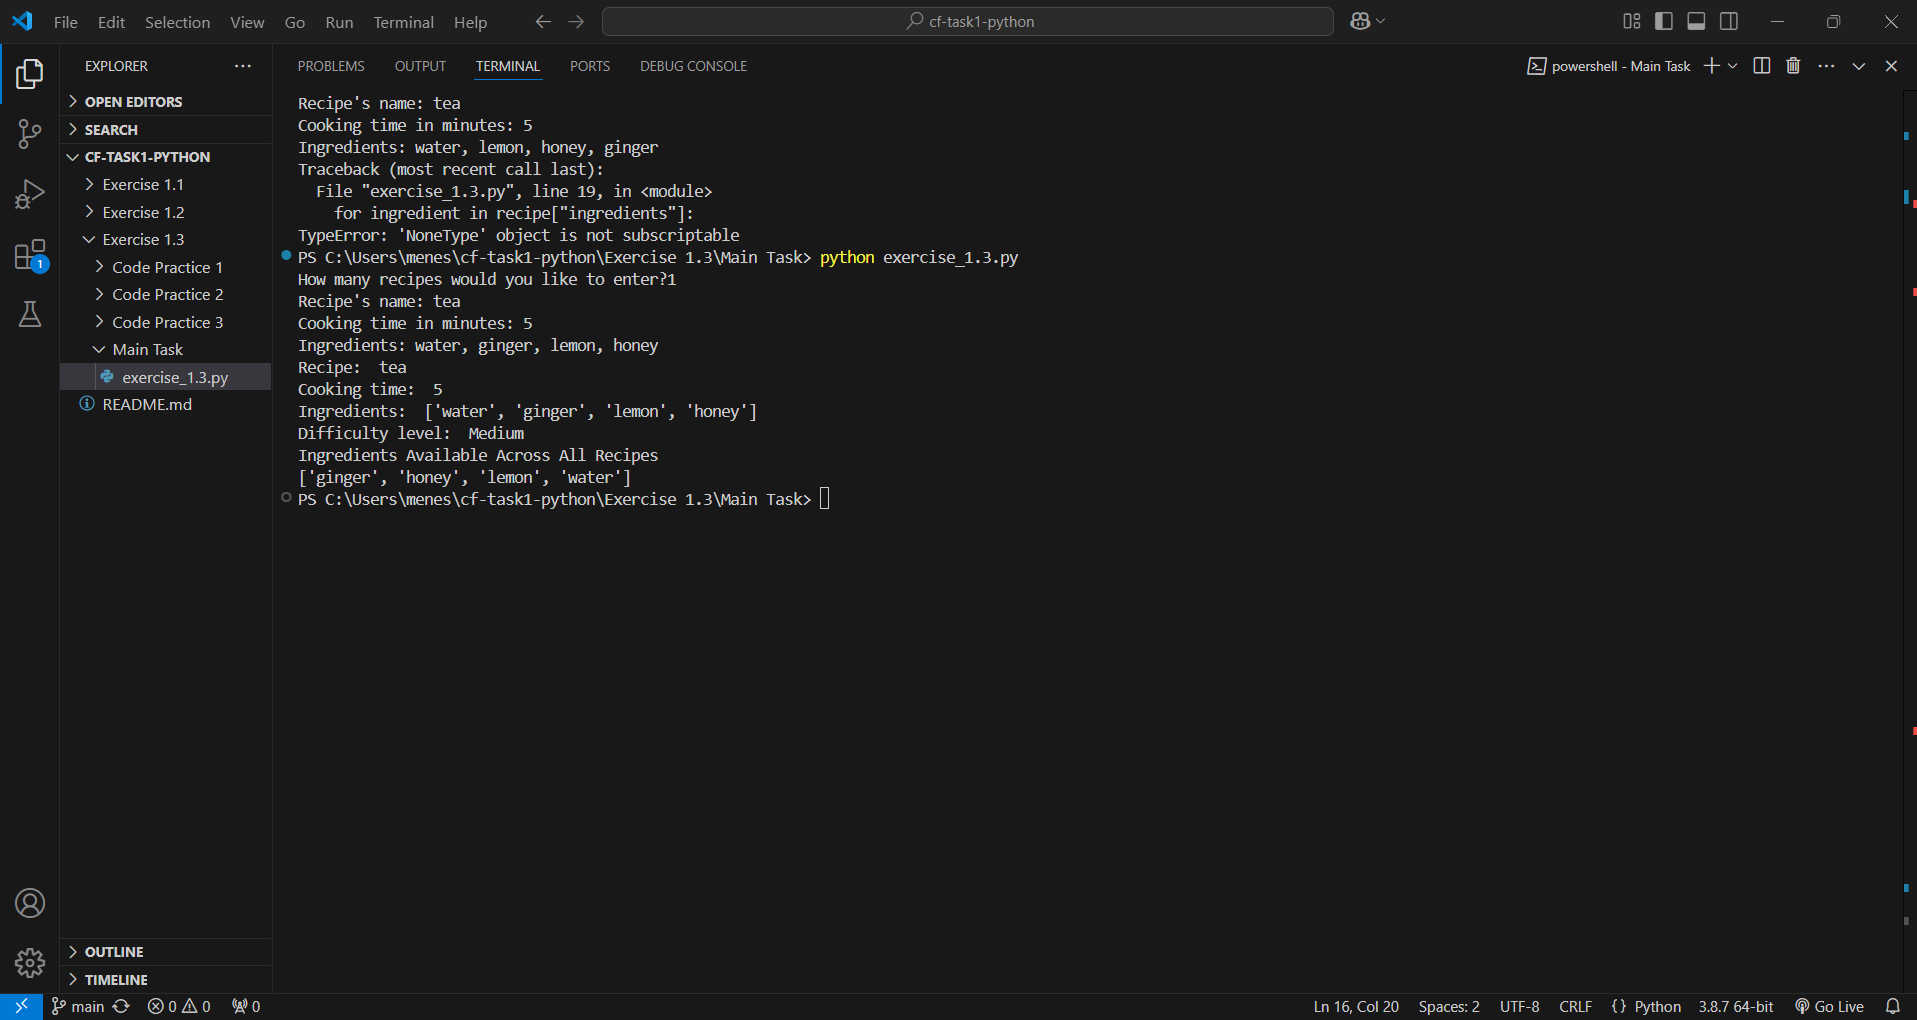 File Edit Selection View Go Run Terminal Help
cf-task1-python
EXPLORER
OPEN EDITORS
SEARCH
CF-TASK1-PYTHON
Exercise 1.1
Exercise 1.2
Exercise 1.3
Code Practice 1
Code Practice 2
Code Practice 3
Main Task
exercise_1.3.py
README.md
OUTLINE
TIMELINE
1
PROBLEMS OUTPUT TERMINAL PORTS DEBUG CONSOLE
powershell - Main Task
Recipe's name: tea
Cooking time in minutes: 5
Ingredients: water, lemon, honey, ginger
Traceback (most recent call last):
  File "exercise_1.3.py", line 19, in <module>
    for ingredient in recipe["ingredients"]:
TypeError: 'NoneType' object is not subscriptable
PS C:\Users\menes\cf-task1-python\Exercise 1.3\Main Task> python exercise_1.3.py
How many recipes would you like to enter?1
Recipe's name: tea
Cooking time in minutes: 5
Ingredients: water, ginger, lemon, honey
Recipe:  tea
Cooking time:  5
Ingredients:  ['water', 'ginger', 'lemon', 'honey']
Difficulty level:  Medium
Ingredients Available Across All Recipes
['ginger', 'honey', 'lemon', 'water']
PS C:\Users\menes\cf-task1-python\Exercise 1.3\Main Task>
main 0 0 0 Ln 16, Col 20 Spaces: 2 UTF-8 CRLF {} Python 3.8.7 64-bit Go Live